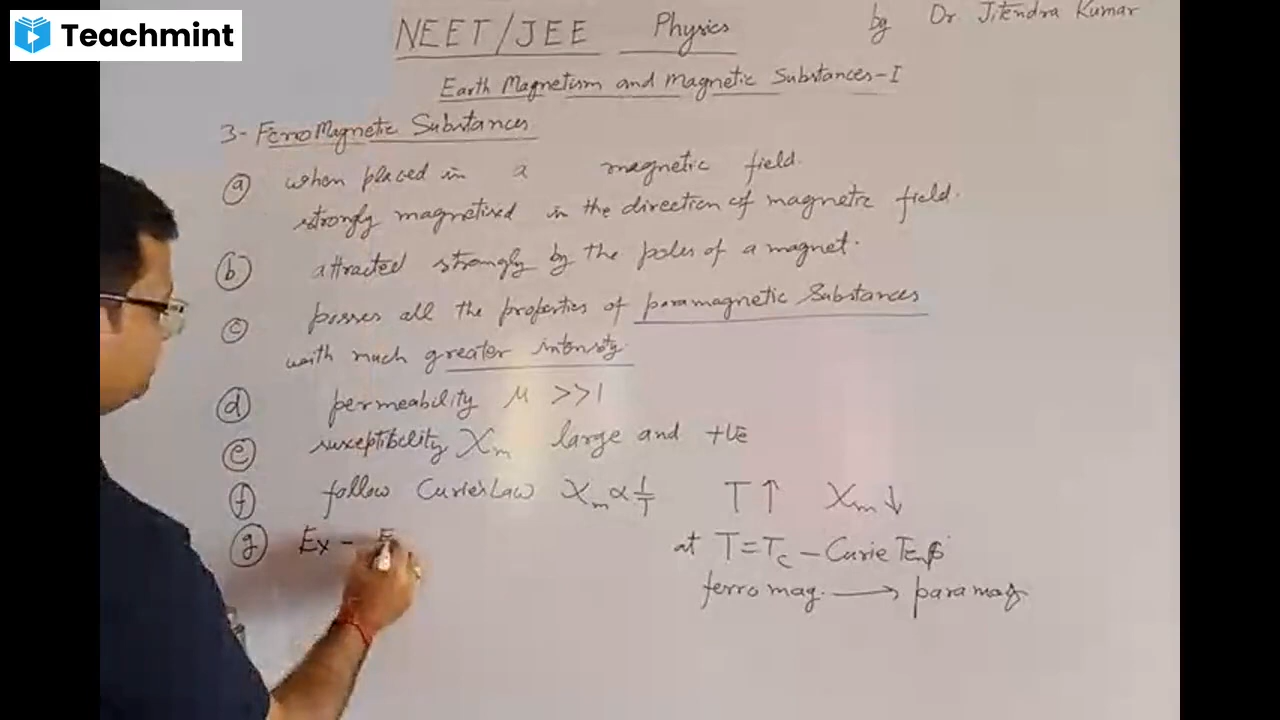 Teachmint
NEET/JEE Physics by Dr. Jitendra Kumar
Earth Magnetism and Magnetic Substances-I
3- FerroMagnetic Substances
(a) when placed in a magnetic field.
strongly magnetised in the direction of magnetic field.
(b) attracted strongly by the poles of a magnet.
(c) posses all the properties of paramagnetic Substances
with much greater intensity.
(d) permeability μ >>1
(e) suxeptibility Xm large and +ve
(f) follow Curie's Law Xm ∝ 1/T T↑ Xm↓
(g) Ex - F at T=Tc - Curie Temp.
ferro mag. → paramag